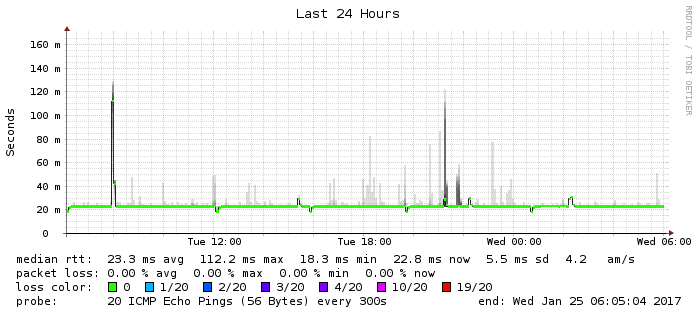 Last 24 Hours
RRDTOOL / TOBI OETIKER
Seconds
160 m
140 m
120 m
100 m
80 m
60 m
40 m
20 m
0
Tue 12:00 Tue 18:00 Wed 00:00 Wed 06:00
median rtt: 23.3 ms avg 112.2 ms max 18.3 ms min 22.8 ms now 5.5 ms sd 4.2 am/s
packet loss: 0.00 % avg 0.00 % max 0.00 % min 0.00 % now
loss color: 0 1/20 2/20 3/20 4/20 10/20 19/20
probe: 20 ICMP Echo Pings (56 Bytes) every 300s end: Wed Jan 25 06:05:04 2017